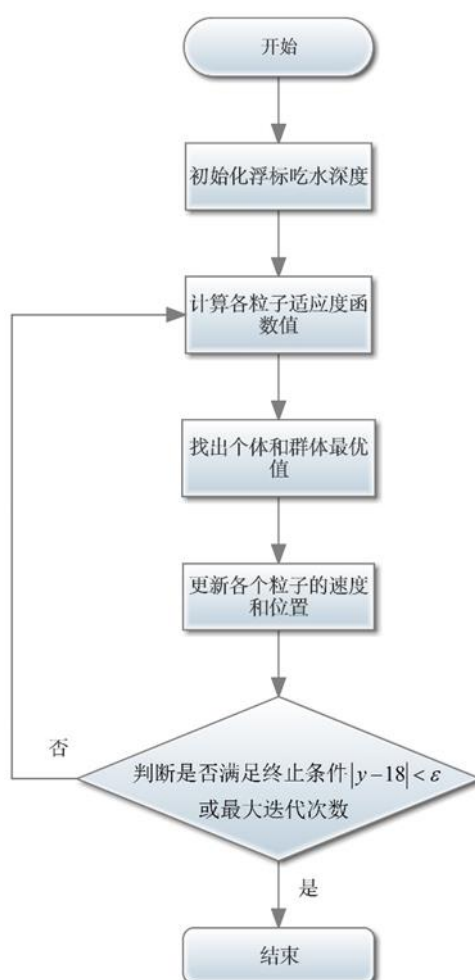 开始
初始化浮标吃水深度
计算各粒子适应度函
数值
找出个体和群体最优
值
更新各个粒子的速度
和位置
否
判断是否满足终止条件|y−18|<ε
或最大迭代次数
是
结束